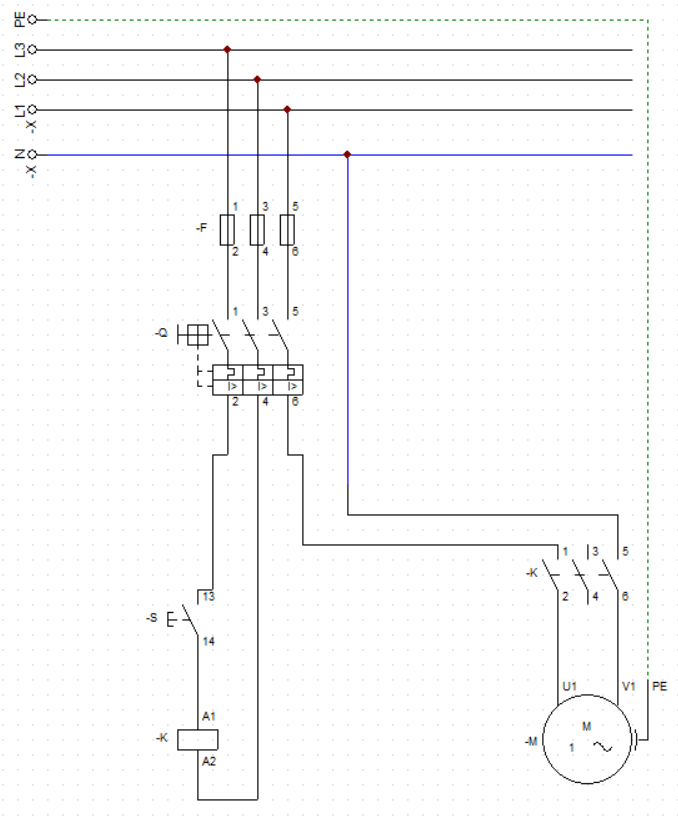 PE
L3
L2
L1
-X
N
-X
1 3 5
-F
2 4 6
1 3 5
-Q
I> I> I>
2 4 6
1 3 5
-K
2 4 6
13
-S
14
U1 V1 PE
A1
-K
A2
M
-M
1